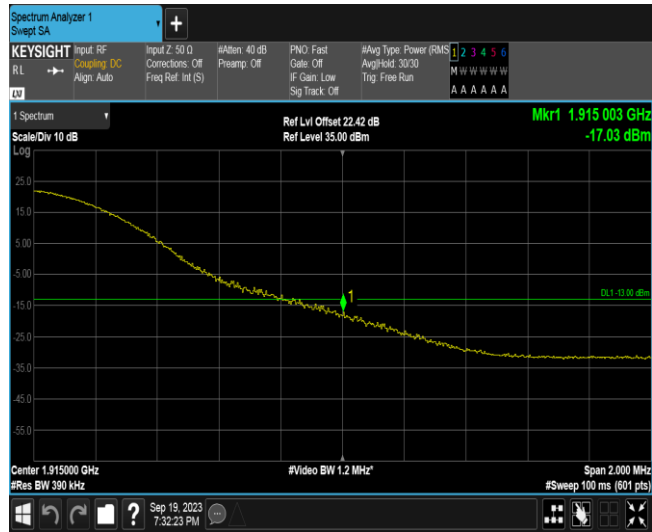 Spectrum Analyzer 1
Swept SA
+
KEYSIGHT
RL
LXI
Input: RF
Coupling: DC
Align: Auto
Input Z: 50 Ω
Corrections: Off
Freq Ref: Int (S)
#Atten: 40 dB
Preamp: Off
PNO: Fast
Gate: Off
IF Gain: Low
Sig Track: Off
#Avg Type: Power (RMS
Avg|Hold: 30/30
Trig: Free Run
1 2 3 4 5 6
M W W W W W
A A A A A A
1 Spectrum
Scale/Div 10 dB
Ref Lvl Offset 22.42 dB
Ref Level 35.00 dBm
Mkr1 1.915 003 GHz
-17.03 dBm
Log
25.0
15.0
5.00
-5.00
1
DL1 -13.00 dBm
-15.0
-25.0
-35.0
-45.0
-55.0
Center 1.915000 GHz
#Video BW 1.2 MHz*
Span 2.000 MHz
#Res BW 390 kHz
#Sweep 100 ms (601 pts)
?
Sep 19, 2023
7:32:23 PM